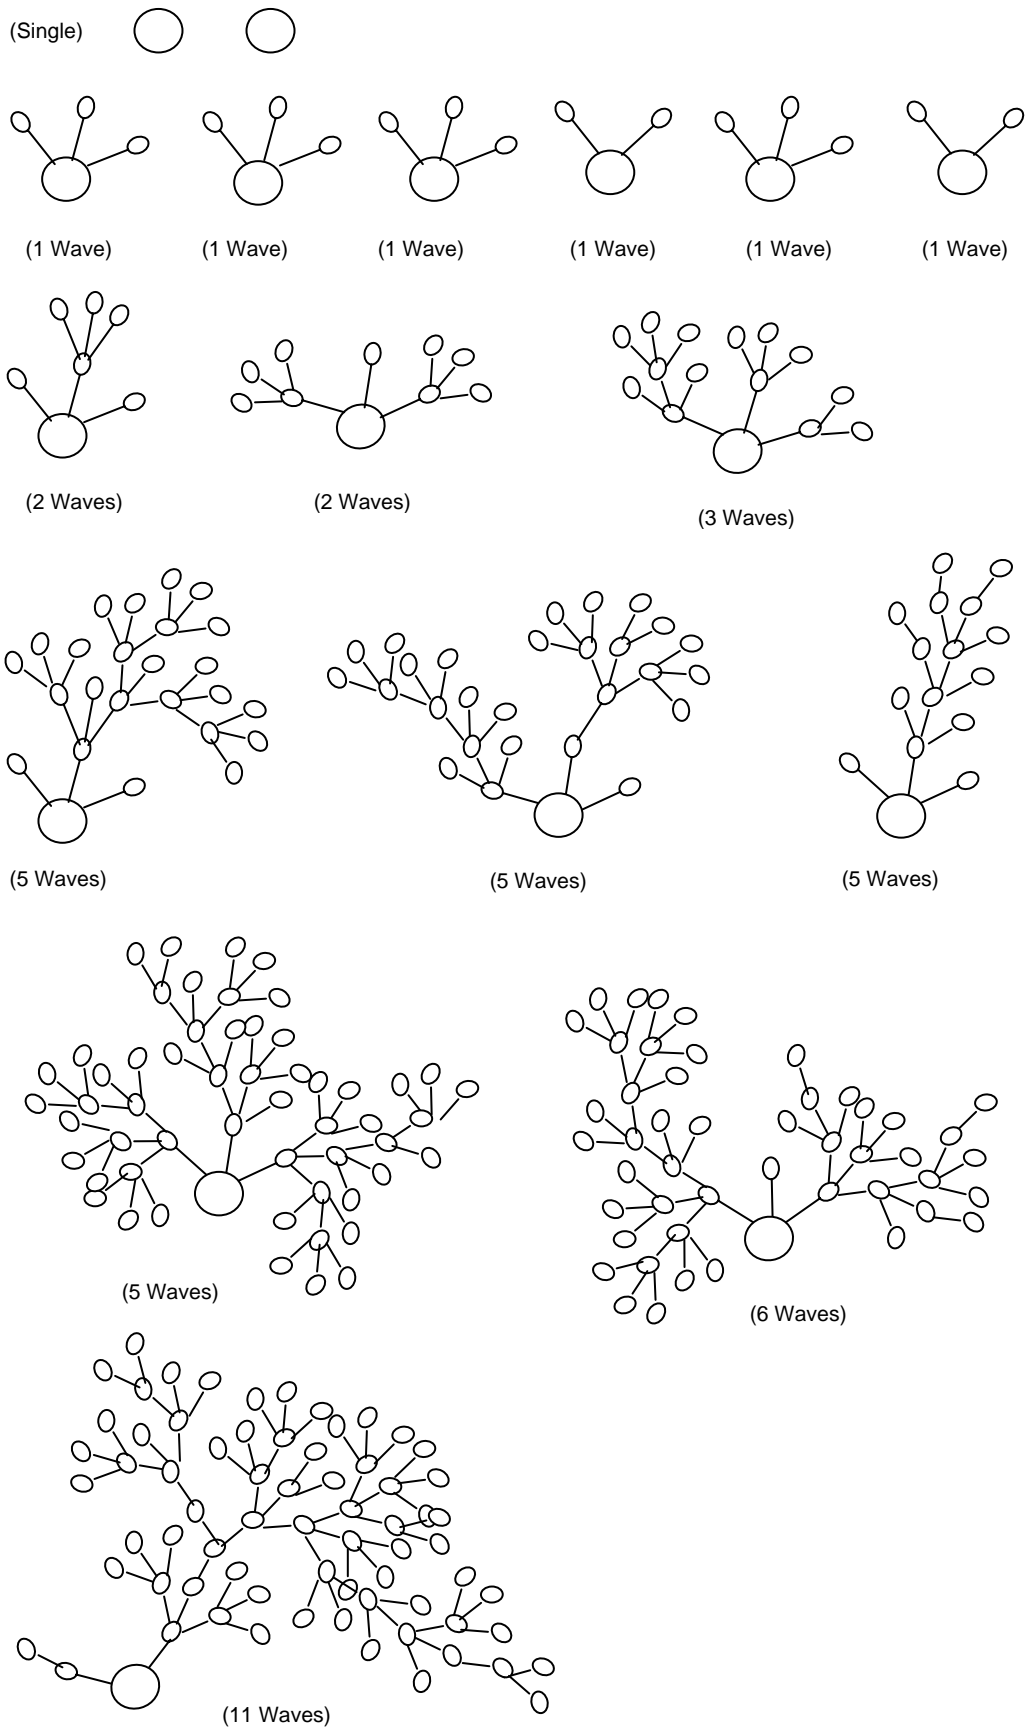 (Single)
(1 Wave) (1 Wave) (1 Wave) (1 Wave) (1 Wave) (1 Wave)
(2 Waves) (2 Waves) (3 Waves)
(5 Waves) (5 Waves) (5 Waves)
(5 Waves) (6 Waves)
(11 Waves)